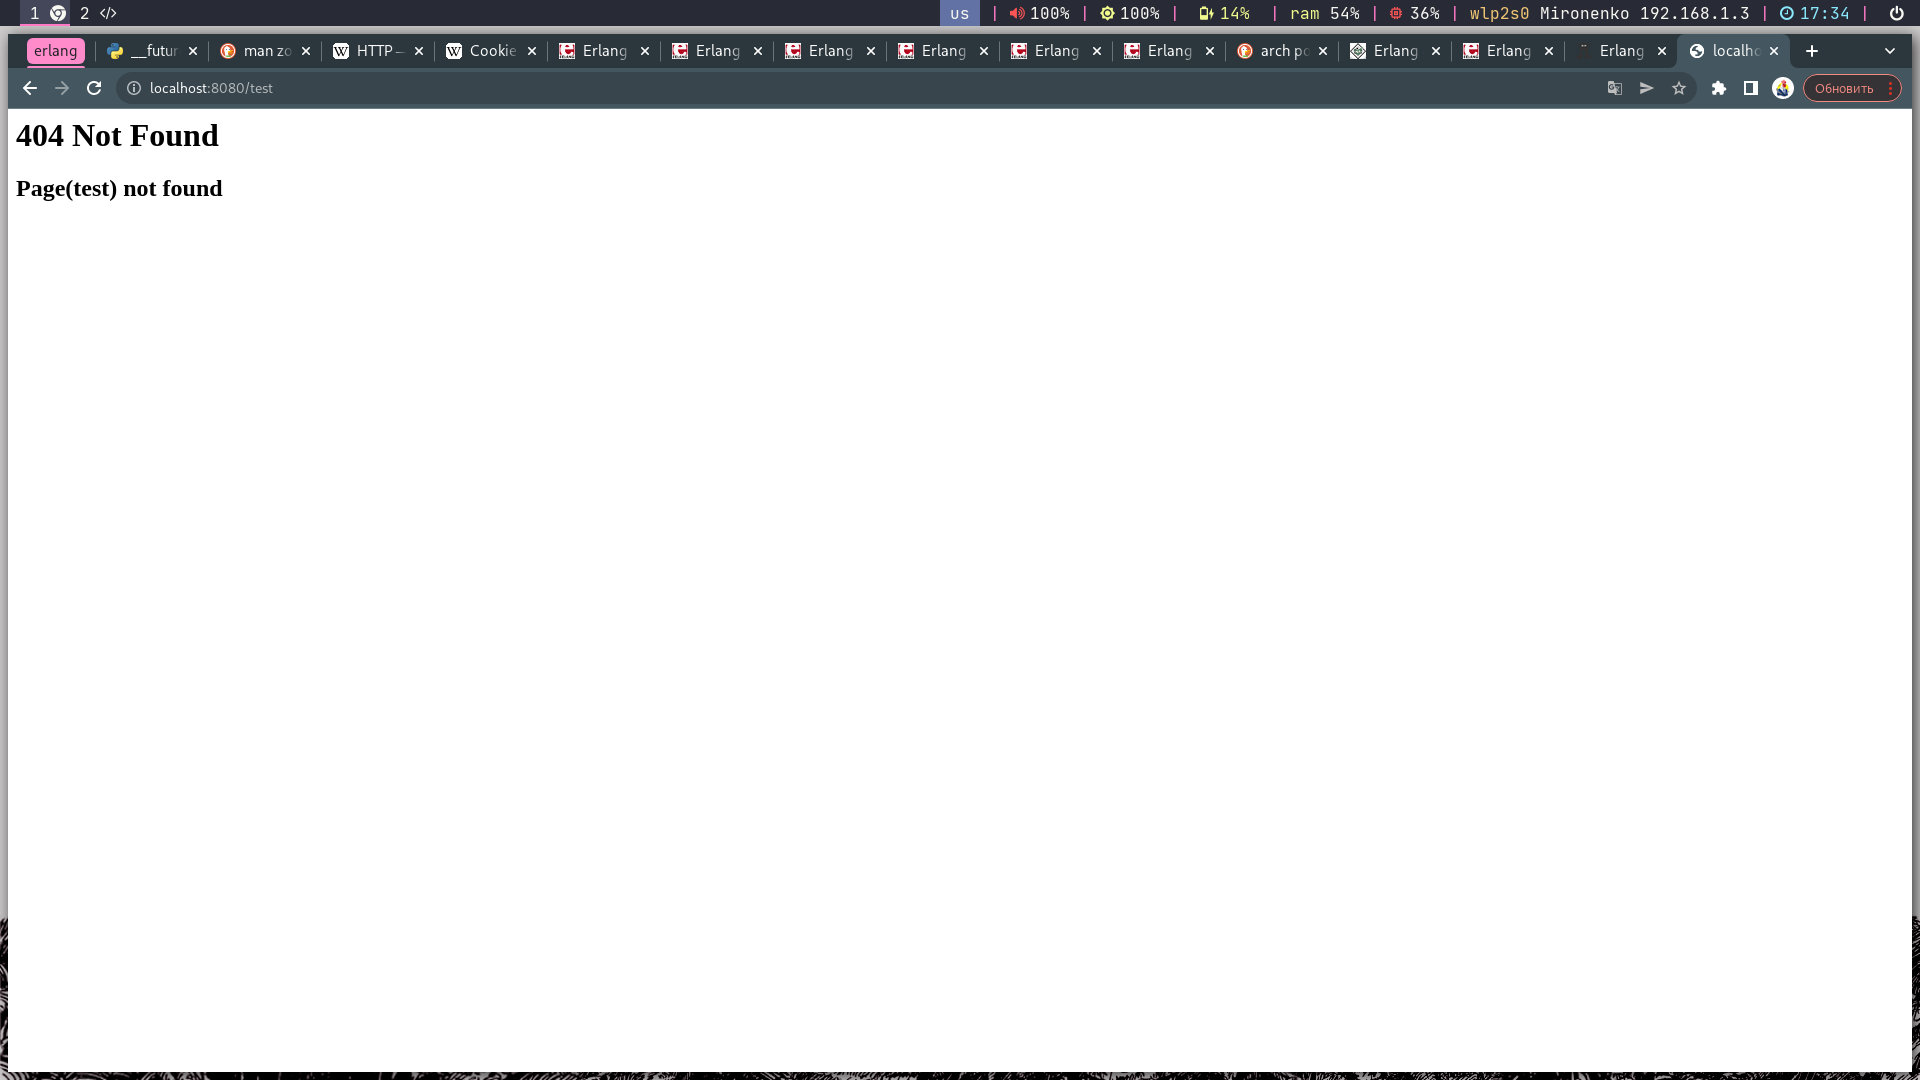 1 2 </> us | 100% | 100% | 14% | ram 54% | 36% | wlp2s0 Mironenko 192.168.1.3 | 17:34 |
erlang __futur man zo HTTP — Cookie Erlang Erlang Erlang Erlang Erlang Erlang arch po Erlang Erlang Erlang localho
localhost:8080/test Обновить
404 Not Found
Page(test) not found